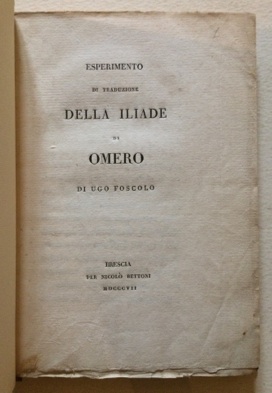 ESPERIMENTO
DI TRADUZIONE
DELLA ILIADE
DI
OMERO
DI UGO FOSCOLO
BRESCIA
PER NICOLÒ BETTONI
MDCCCVII